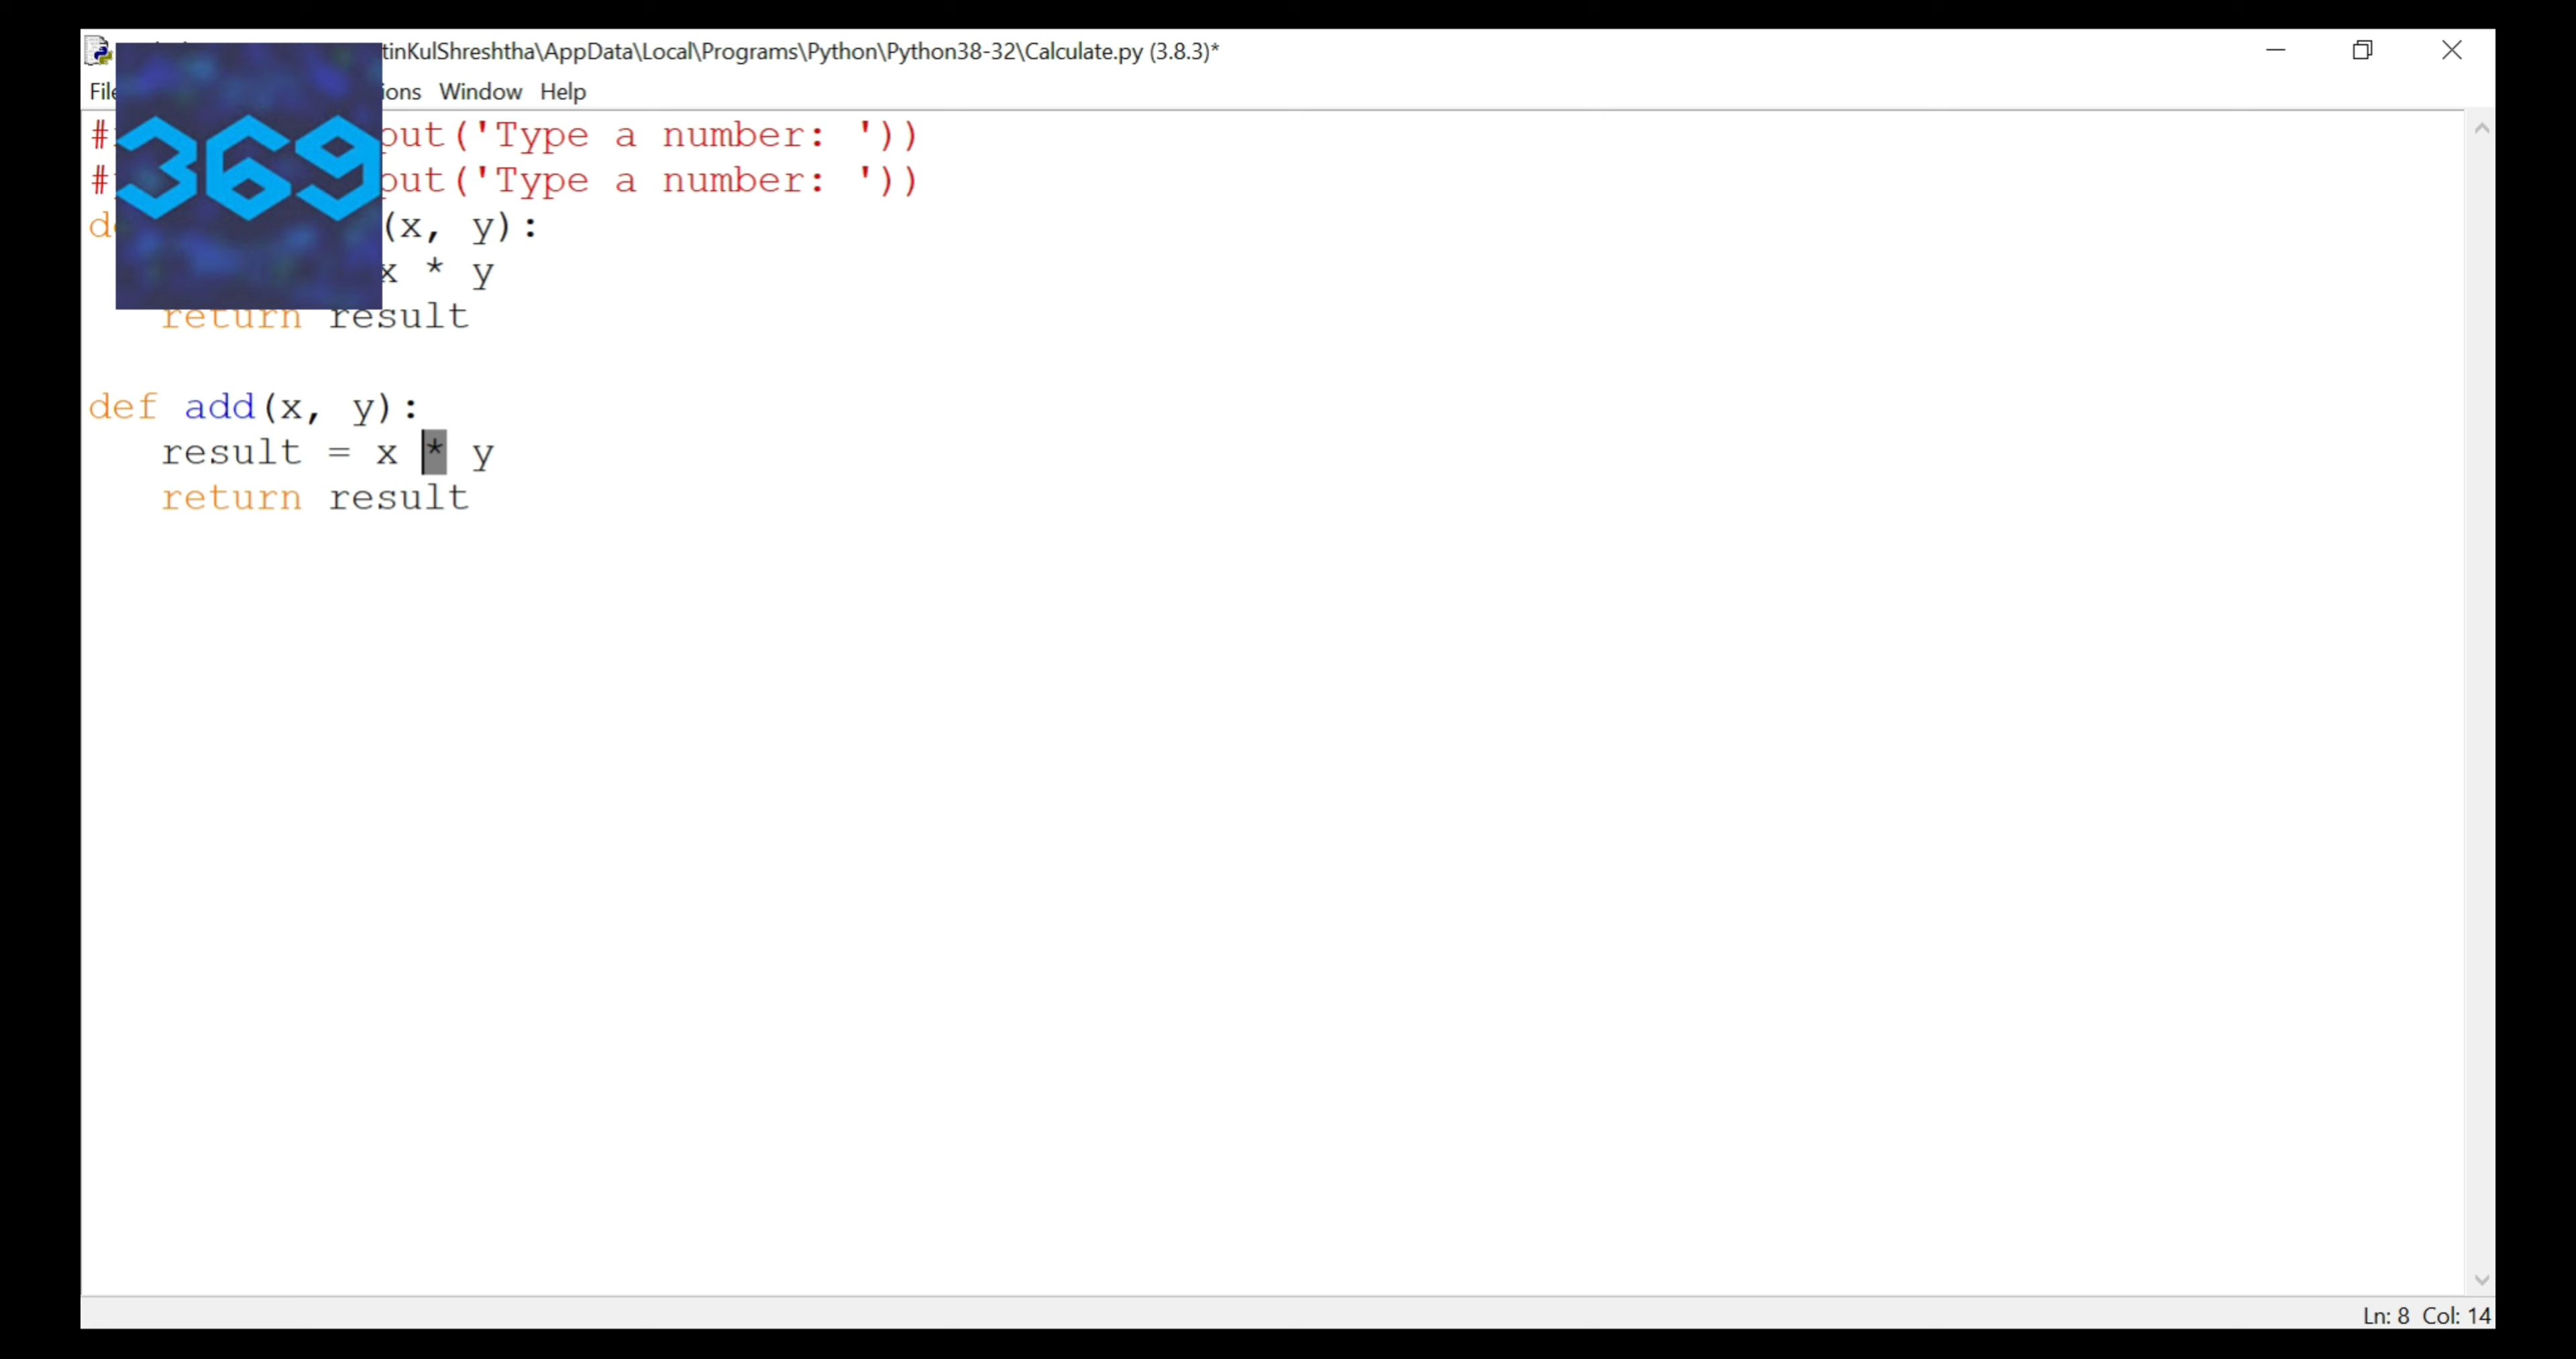 tinKulShreshtha\AppData\Local\Programs\Python\Python38-32\Calculate.py (3.8.3)*
File ions Window Help
369
# put('Type a number: '))
# put('Type a number: '))
(x, y):
x * y
return result
def add(x, y):
result = x * y
return result
Ln: 8 Col: 14